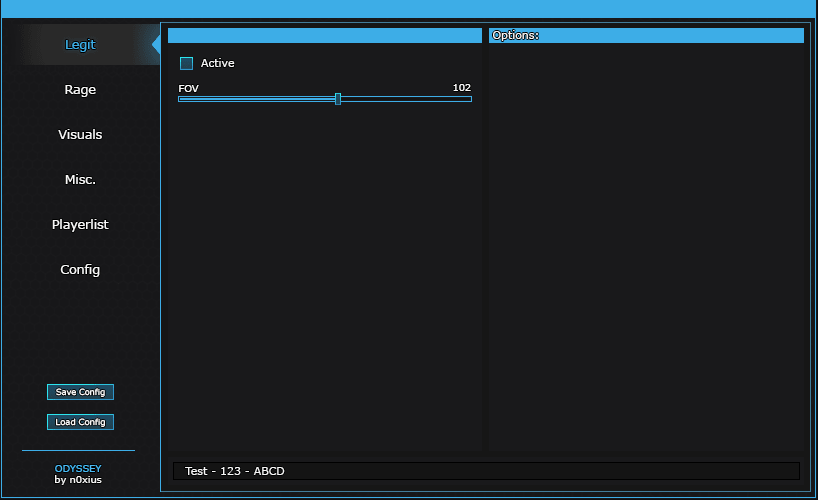 Legit
Rage
Visuals
Misc.
Playerlist
Config
Save Config
Load Config
ODYSSEY
by n0xius
Options:
Active
FOV 102
Test - 123 - ABCD